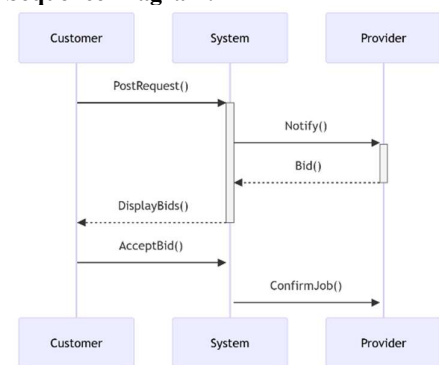 Sequence Diagram
Customer System Provider
PostRequest()
Notify()
Bid()
DisplayBids()
AcceptBid()
ConfirmJob()
Customer System Provider